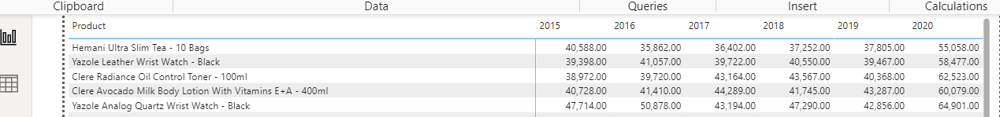 Clipboard Data Queries Insert Calculations
Product 2015 2016 2017 2018 2019 2020
Hemani Ultra Slim Tea - 10 Bags 40,588.00 35,862.00 36,402.00 37,252.00 37,805.00 55,058.00
Yazole Leather Wrist Watch - Black 39,398.00 41,057.00 39,722.00 40,550.00 39,467.00 58,477.00
Clere Radiance Oil Control Toner - 100ml 38,972.00 39,720.00 43,164.00 43,567.00 40,368.00 62,523.00
Clere Avocado Milk Body Lotion With Vitamins E+A - 400ml 40,728.00 41,410.00 44,289.00 41,745.00 43,287.00 60,079.00
Yazole Analog Quartz Wrist Watch - Black 47,714.00 50,878.00 43,194.00 47,290.00 42,856.00 64,901.00